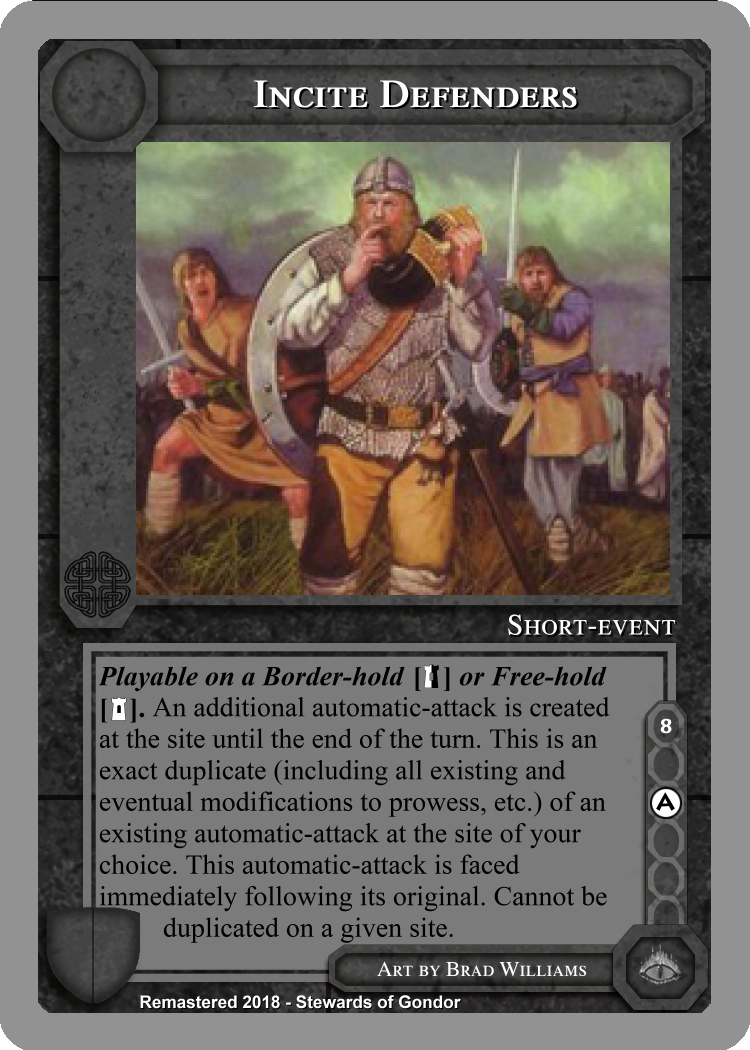 INCITE DEFENDERS
SHORT-EVENT
Playable on a Border-hold [] or Free-hold
[]. An additional automatic-attack is created
at the site until the end of the turn. This is an
exact duplicate (including all existing and
eventual modifications to prowess, etc.) of an
existing automatic-attack at the site of your
choice. This automatic-attack is faced
immediately following its original. Cannot be
duplicated on a given site.
8
A
ART BY BRAD WILLIAMS
Remastered 2018 - Stewards of Gondor